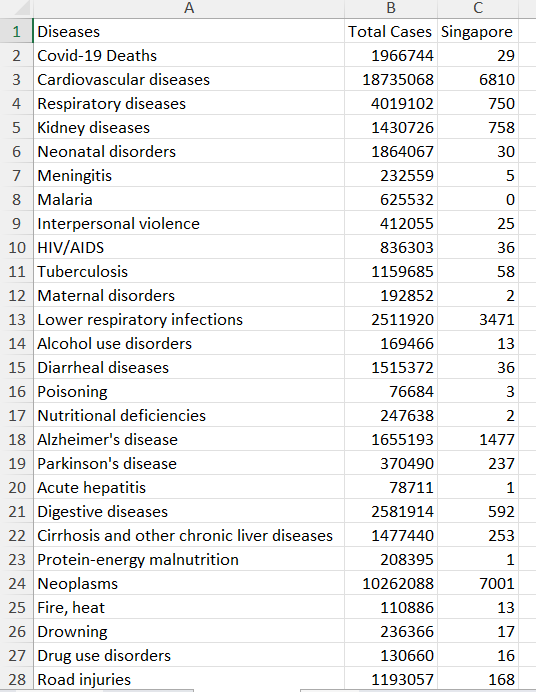 A B C
1 Diseases Total Cases Singapore
2 Covid-19 Deaths 1966744 29
3 Cardiovascular diseases 18735068 6810
4 Respiratory diseases 4019102 750
5 Kidney diseases 1430726 758
6 Neonatal disorders 1864067 30
7 Meningitis 232559 5
8 Malaria 625532 0
9 Interpersonal violence 412055 25
10 HIV/AIDS 836303 36
11 Tuberculosis 1159685 58
12 Maternal disorders 192852 2
13 Lower respiratory infections 2511920 3471
14 Alcohol use disorders 169466 13
15 Diarrheal diseases 1515372 36
16 Poisoning 76684 3
17 Nutritional deficiencies 247638 2
18 Alzheimer's disease 1655193 1477
19 Parkinson's disease 370490 237
20 Acute hepatitis 78711 1
21 Digestive diseases 2581914 592
22 Cirrhosis and other chronic liver diseases 1477440 253
23 Protein-energy malnutrition 208395 1
24 Neoplasms 10262088 7001
25 Fire, heat 110886 13
26 Drowning 236366 17
27 Drug use disorders 130660 16
28 Road injuries 1193057 168